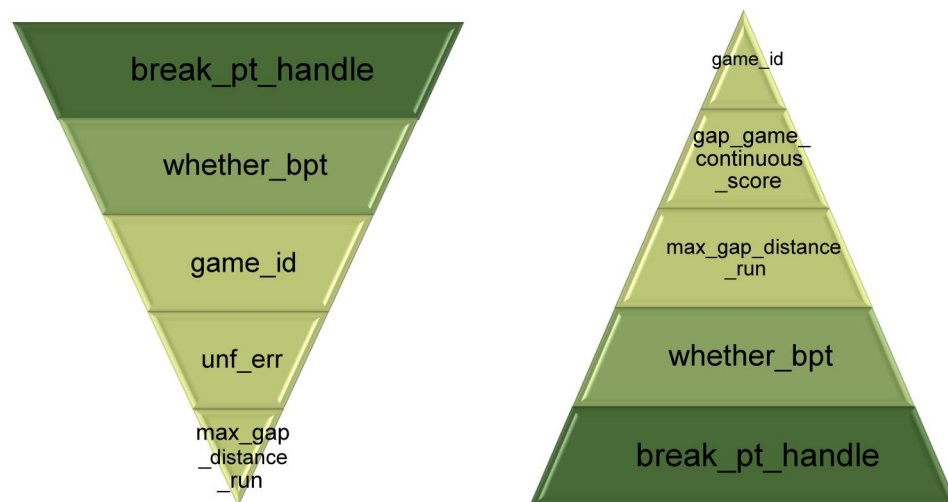 break_pt_handle
whether_bpt
game_id
unf_err
max_gap
_distance
_run
game_id
gap_game_
continuous
_score
max_gap_distance
_run
whether_bpt
break_pt_handle